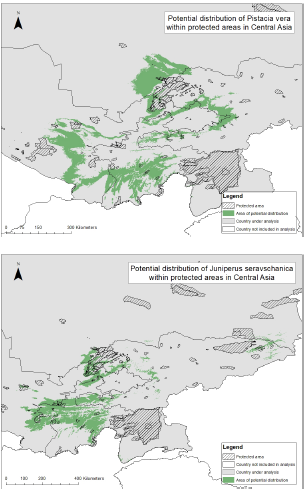 N
Potential distribution of Pistacia vera
within protected areas in Central Asia
Legend
Protected area
Area of potential distribution
Country under analysis
Country not included in analysis
0 75 150 300 Kilometers
N
Potential distribution of Juniperus seravschanica
within protected areas in Central Asia
Legend
Protected area
Country not included in analysis
Country under analysis
Area of potential distribution
0 100 200 400 Kilometers